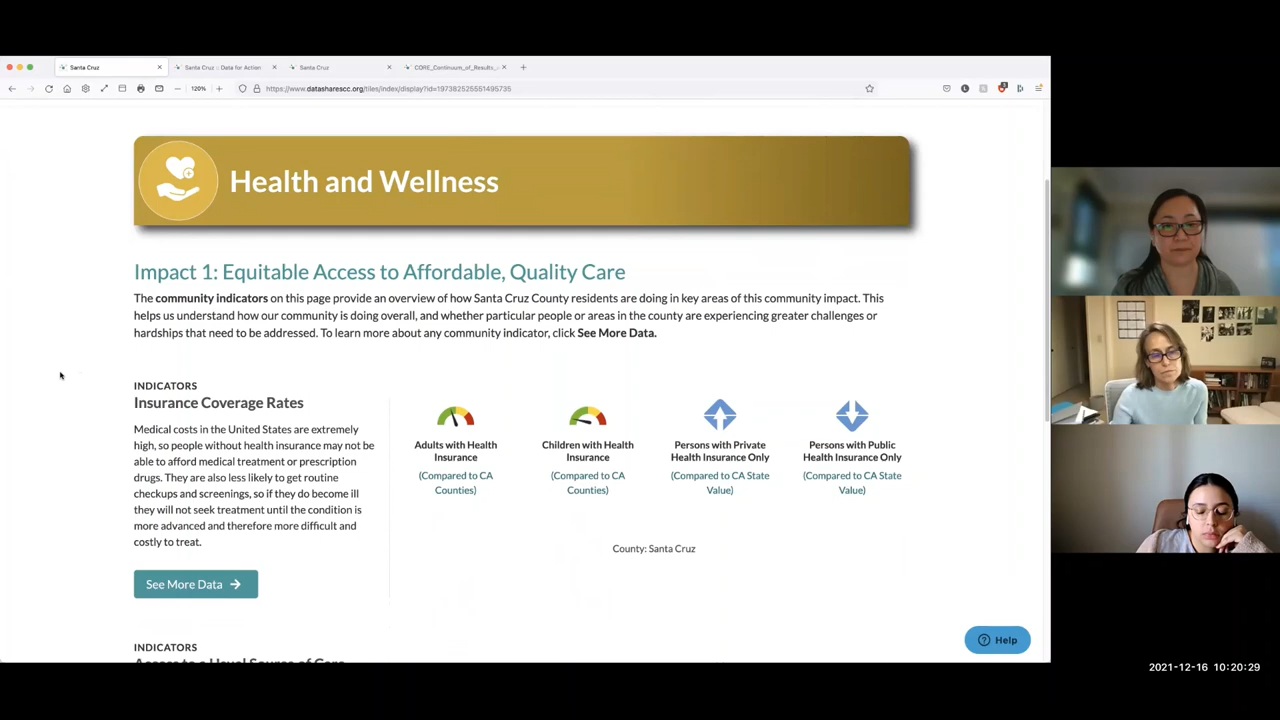 Santa Cruz
Santa Cruz :: Data for Action
Santa Cruz
CORE_Continuum_of_Results_
120%
https://www.datasharescc.org/tiles/index/display?id=197382525551495735
Health and Wellness
Impact 1: Equitable Access to Affordable, Quality Care
The community indicators on this page provide an overview of how Santa Cruz County residents are doing in key areas of this community impact. This
helps us understand how our community is doing overall, and whether particular people or areas in the county are experiencing greater challenges or
hardships that need to be addressed. To learn more about any community indicator, click See More Data.
INDICATORS
Insurance Coverage Rates
Medical costs in the United States are extremely
high, so people without health insurance may not be
able to afford medical treatment or prescription
drugs. They are also less likely to get routine
checkups and screenings, so if they do become ill
they will not seek treatment until the condition is
more advanced and therefore more difficult and
costly to treat.
See More Data
Adults with Health
Insurance
(Compared to CA
Counties)
Children with Health
Insurance
(Compared to CA
Counties)
Persons with Private
Health Insurance Only
(Compared to CA State
Value)
Persons with Public
Health Insurance Only
(Compared to CA State
Value)
County: Santa Cruz
INDICATORS
Access to a Usual Source of Care
Help
2021-12-16 10:20:29